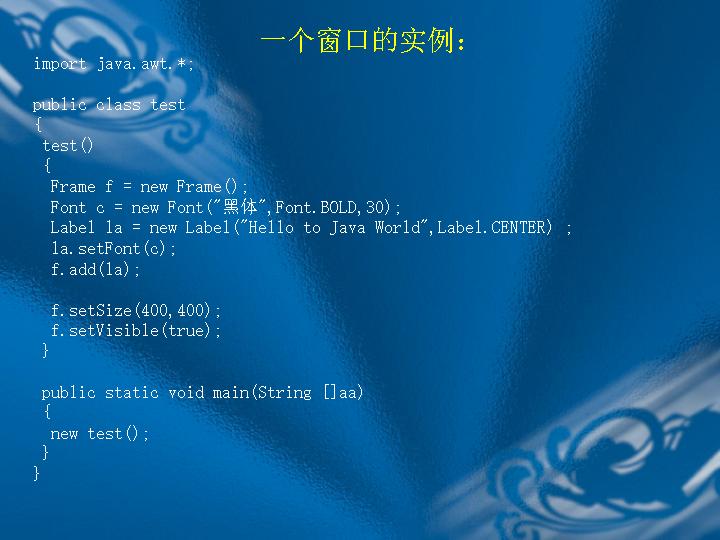 一个窗口的实例：
import java.awt.*;
public class test
{
test()
{
Frame f = new Frame();
Font c = new Font("黑体",Font.BOLD,30);
Label la = new Label("Hello to Java World",Label.CENTER) ;
la.setFont(c);
f.add(la);
f.setSize(400,400);
f.setVisible(true);
}
public static void main(String []aa)
{
new test();
}
}